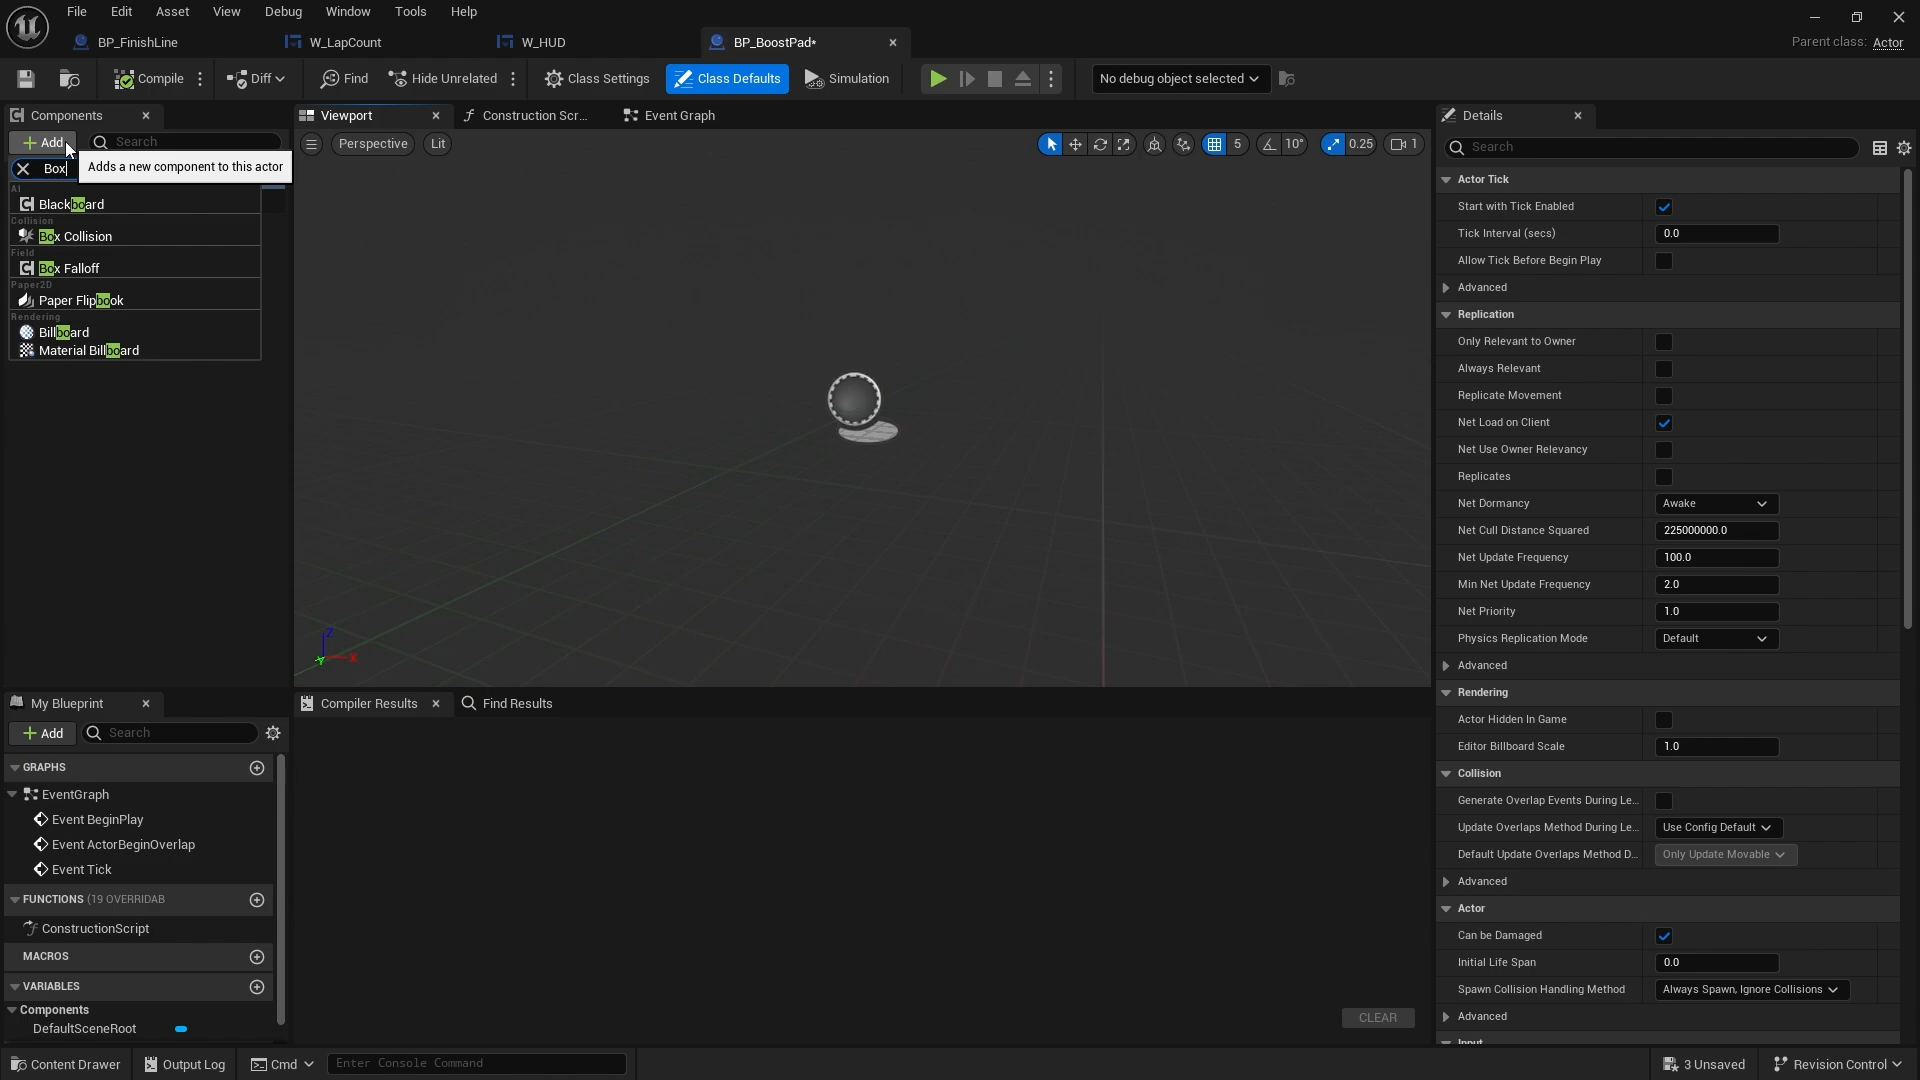 File Edit Asset View Debug Window Tools Help
BP_FinishLine W_LapCount W_HUD BP_BoostPad* Parent class: Actor
Compile Diff Find Hide Unrelated Class Settings Class Defaults Simulation No debug object selected
Components Viewport Construction Scr... Event Graph Details
Add Search Perspective Lit 5 10° 0.25 1 Search
Box Adds a new component to this actor
AI
Blackboard
Collision
Box Collision
Field
Box Falloff
Paper2D
Paper Flipbook
Rendering
Billboard
Material Billboard
Z
Y X
Actor Tick
Start with Tick Enabled
Tick Interval (secs) 0.0
Allow Tick Before Begin Play
Advanced
Replication
Only Relevant to Owner
Always Relevant
Replicate Movement
Net Load on Client
Net Use Owner Relevancy
Replicates
Net Dormancy Awake
Net Cull Distance Squared 225000000.0
Net Update Frequency 100.0
Min Net Update Frequency 2.0
Net Priority 1.0
Physics Replication Mode Default
Advanced
Rendering
Actor Hidden In Game
Editor Billboard Scale 1.0
Collision
Generate Overlap Events During Le...
Update Overlaps Method During Le... Use Config Default
Default Update Overlaps Method D... Only Update Movable
Advanced
Actor
Can be Damaged
Initial Life Span 0.0
Spawn Collision Handling Method Always Spawn, Ignore Collisions
Advanced
Input
My Blueprint Compiler Results Find Results
Add Search
GRAPHS
EventGraph
Event BeginPlay
Event ActorBeginOverlap
Event Tick
FUNCTIONS (19 OVERRIDAB
ConstructionScript
MACROS
VARIABLES
Components
DefaultSceneRoot
CLEAR
Content Drawer Output Log Cmd Enter Console Command 3 Unsaved Revision Control